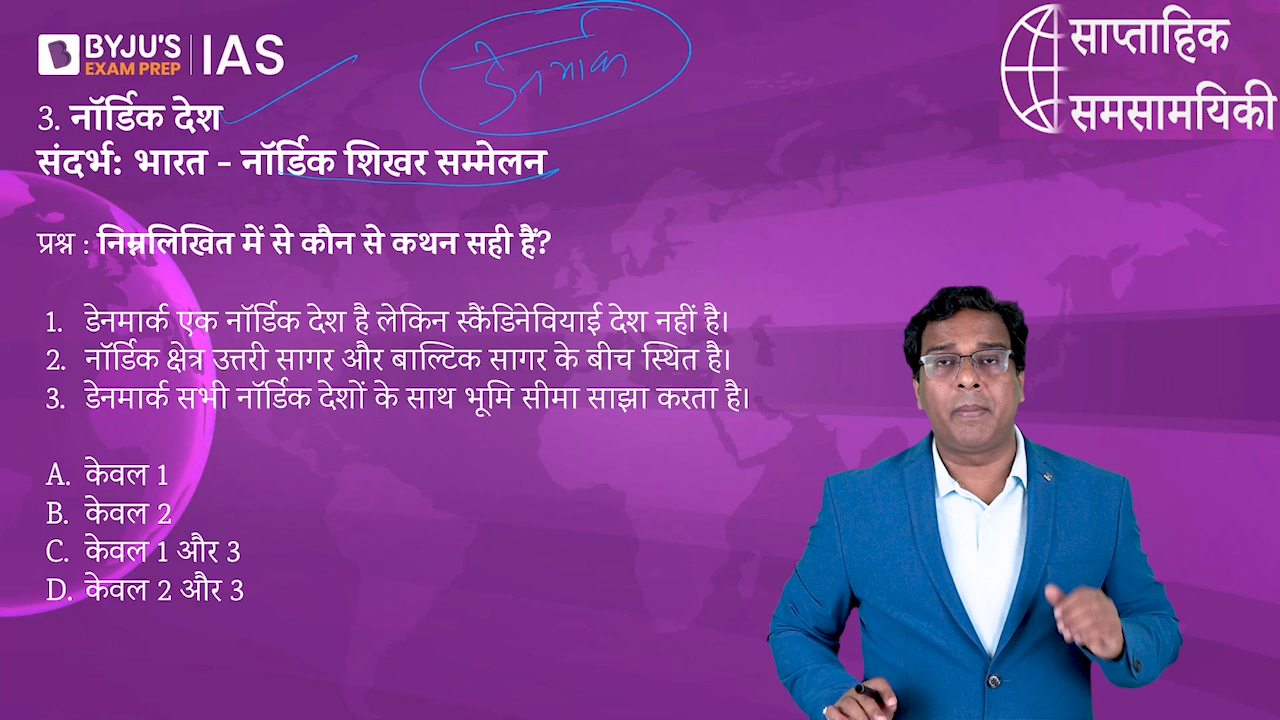 BYJU'S
EXAM PREP
IAS
डेनमार्क
साप्ताहिक
समसामयिकी
3. नॉर्डिक देश
संदर्भ: भारत - नॉर्डिक शिखर सम्मेलन
प्रश्न : निम्नलिखित में से कौन से कथन सही हैं?
1. डेनमार्क एक नॉर्डिक देश है लेकिन स्कैंडिनेवियाई देश नहीं है।
2. नॉर्डिक क्षेत्र उत्तरी सागर और बाल्टिक सागर के बीच स्थित है।
3. डेनमार्क सभी नॉर्डिक देशों के साथ भूमि सीमा साझा करता है।
A. केवल 1
B. केवल 2
C. केवल 1 और 3
D. केवल 2 और 3